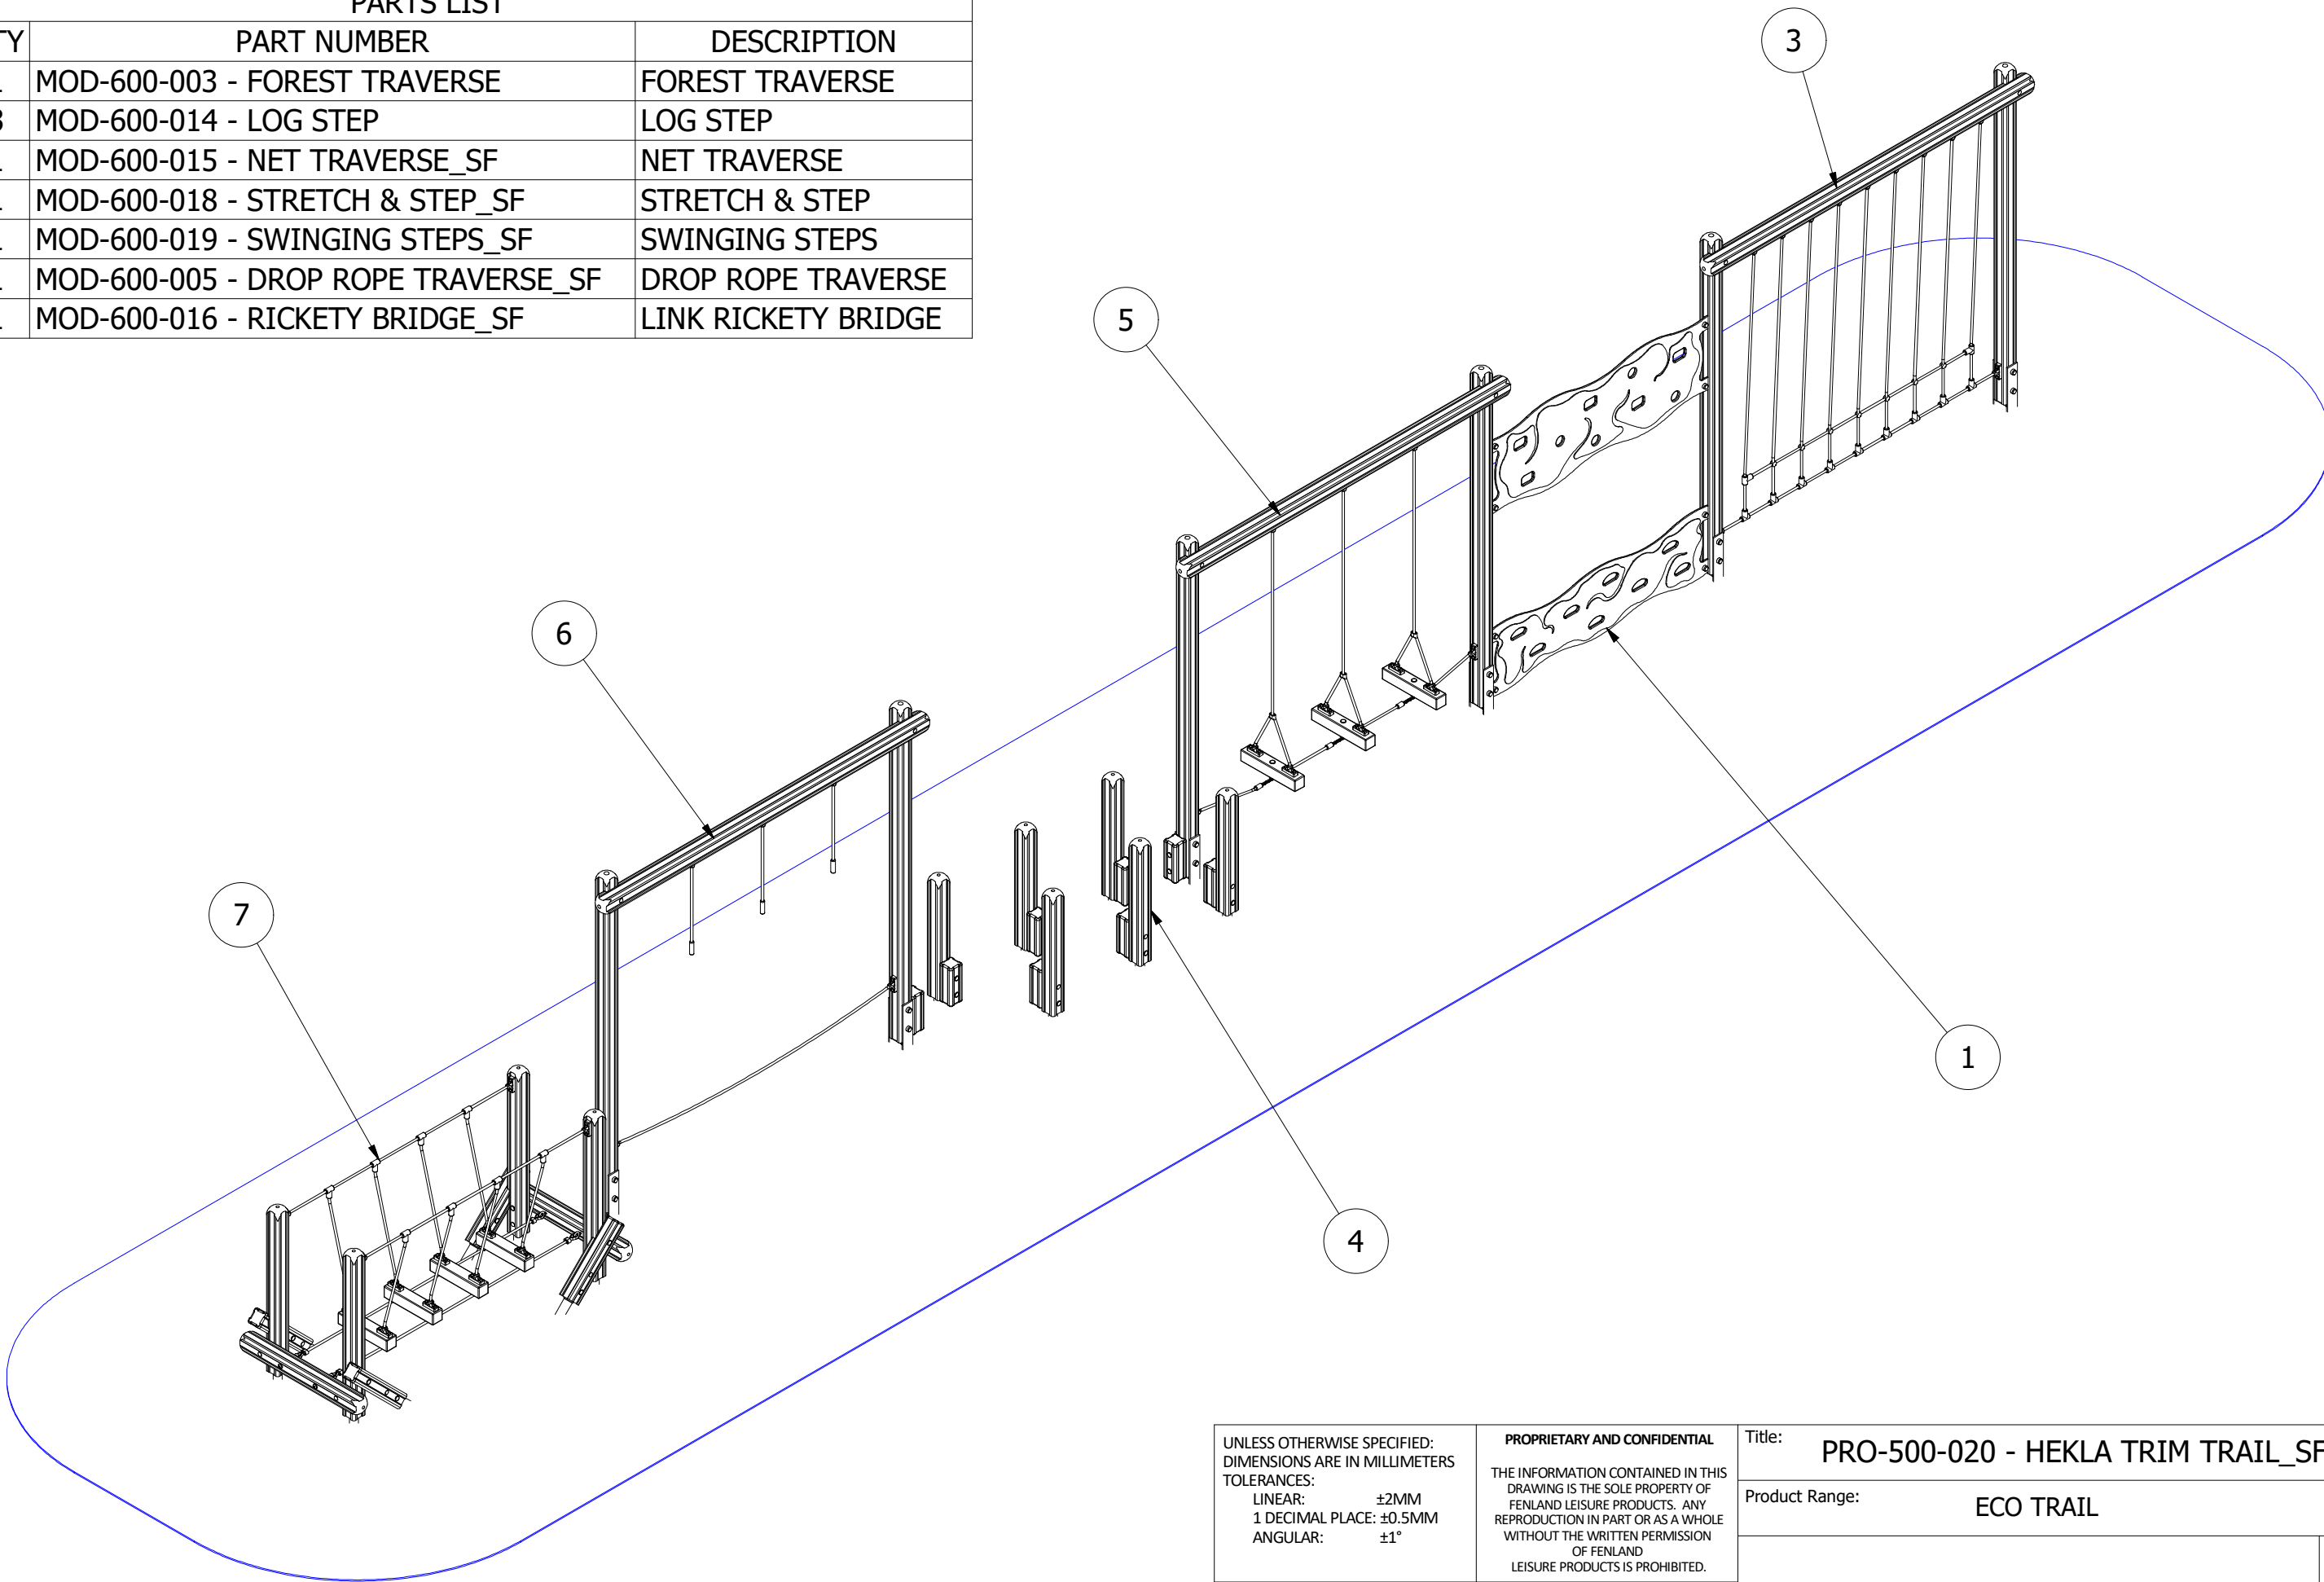 PARTS LIST
PART NUMBER DESCRIPTION
MOD-600-003 - FOREST TRAVERSE FOREST TRAVERSE
MOD-600-014 - LOG STEP LOG STEP
MOD-600-015 - NET TRAVERSE_SF NET TRAVERSE
MOD-600-018 - STRETCH & STEP_SF STRETCH & STEP
MOD-600-019 - SWINGING STEPS_SF SWINGING STEPS
MOD-600-005 - DROP ROPE TRAVERSE_SF DROP ROPE TRAVERSE
MOD-600-016 - RICKETY BRIDGE_SF LINK RICKETY BRIDGE
3
5
6
7
1
4
UNLESS OTHERWISE SPECIFIED:
DIMENSIONS ARE IN MILLIMETERS
TOLERANCES:
LINEAR: ±2MM
1 DECIMAL PLACE: ±0.5MM
ANGULAR: ±1°
PROPRIETARY AND CONFIDENTIAL
THE INFORMATION CONTAINED IN THIS
DRAWING IS THE SOLE PROPERTY OF
FENLAND LEISURE PRODUCTS. ANY
REPRODUCTION IN PART OR AS A WHOLE
WITHOUT THE WRITTEN PERMISSION
OF FENLAND
LEISURE PRODUCTS IS PROHIBITED.
Title:
PRO-500-020 - HEKLA TRIM TRAIL_SF
Product Range:
ECO TRAIL